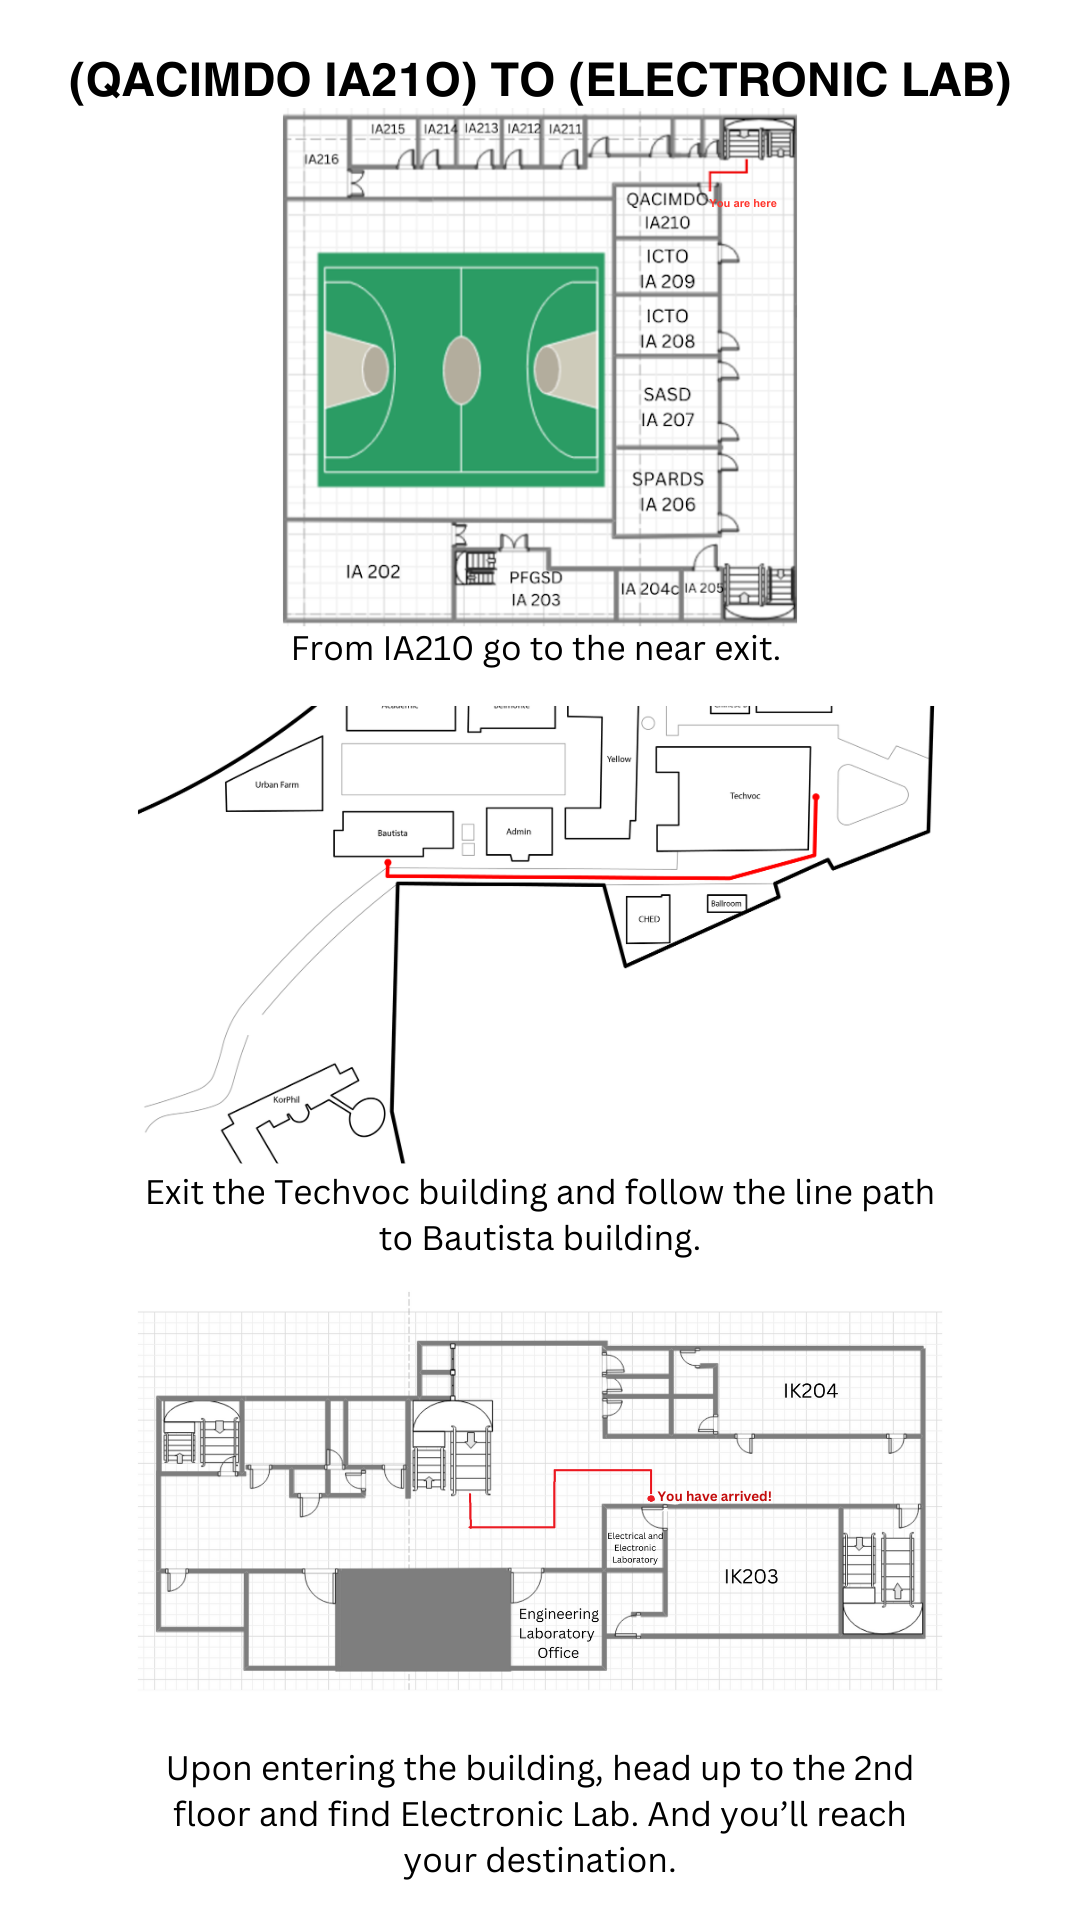 (QACIMDO IA21O) TO (ELECTRONIC LAB)
IA215
IA214
IA213
IA212
IA211
IA216
QACIMDO
IA210
You are here
ICTO
IA 209
ICTO
IA 208
SASD
IA 207
SPARDS
IA 206
IA 202
PFGSD
IA 203
IA 204c
IA 205
From IA210 go to the near exit.
Academic
Belmonte
Yellow
Urban Farm
Techvoc
Bautista
Admin
CHED
Ballroom
KorPhil
Exit the Techvoc building and follow the line path
to Bautista building.
IK204
You have arrived!
Electrical and
Electronic
Laboratory
IK203
Engineering
Laboratory
Office
Upon entering the building, head up to the 2nd
floor and find Electronic Lab. And you’ll reach
your destination.